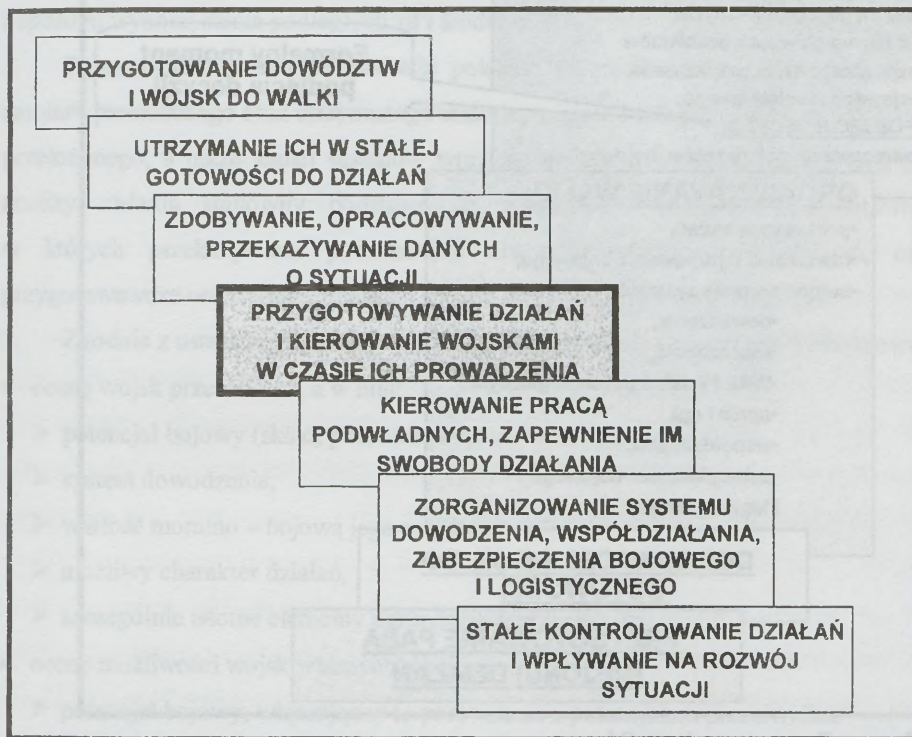 PRZYGOTOWANIE DOWÓDZTW
I WOJSK DO WALKI
UTRZYMANIE ICH W STAŁEJ
GOTOWOŚCI DO DZIAŁAŃ
ZDOBYWANIE, OPRACOWYWANIE,
PRZEKAZYWANIE DANYCH
O SYTUACJI
PRZYGOTOWYWANIE DZIAŁAŃ
I KIEROWANIE WOJSKAMI
W CZASIE ICH PROWADZENIA
KIEROWANIE PRACĄ
PODWŁADNYCH, ZAPEWNIENIE IM
SWOBODY DZIAŁANIA
ZORGANIZOWANIE SYSTEMU
DOWODZENIA, WSPÓŁDZIAŁANIA,
ZABEZPIECZENIA BOJOWEGO
I LOGISTYCZNEGO
STAŁE KONTROLOWANIE DZIAŁAŃ
I WPŁYWANIE NA ROZWÓJ
SYTUACJI